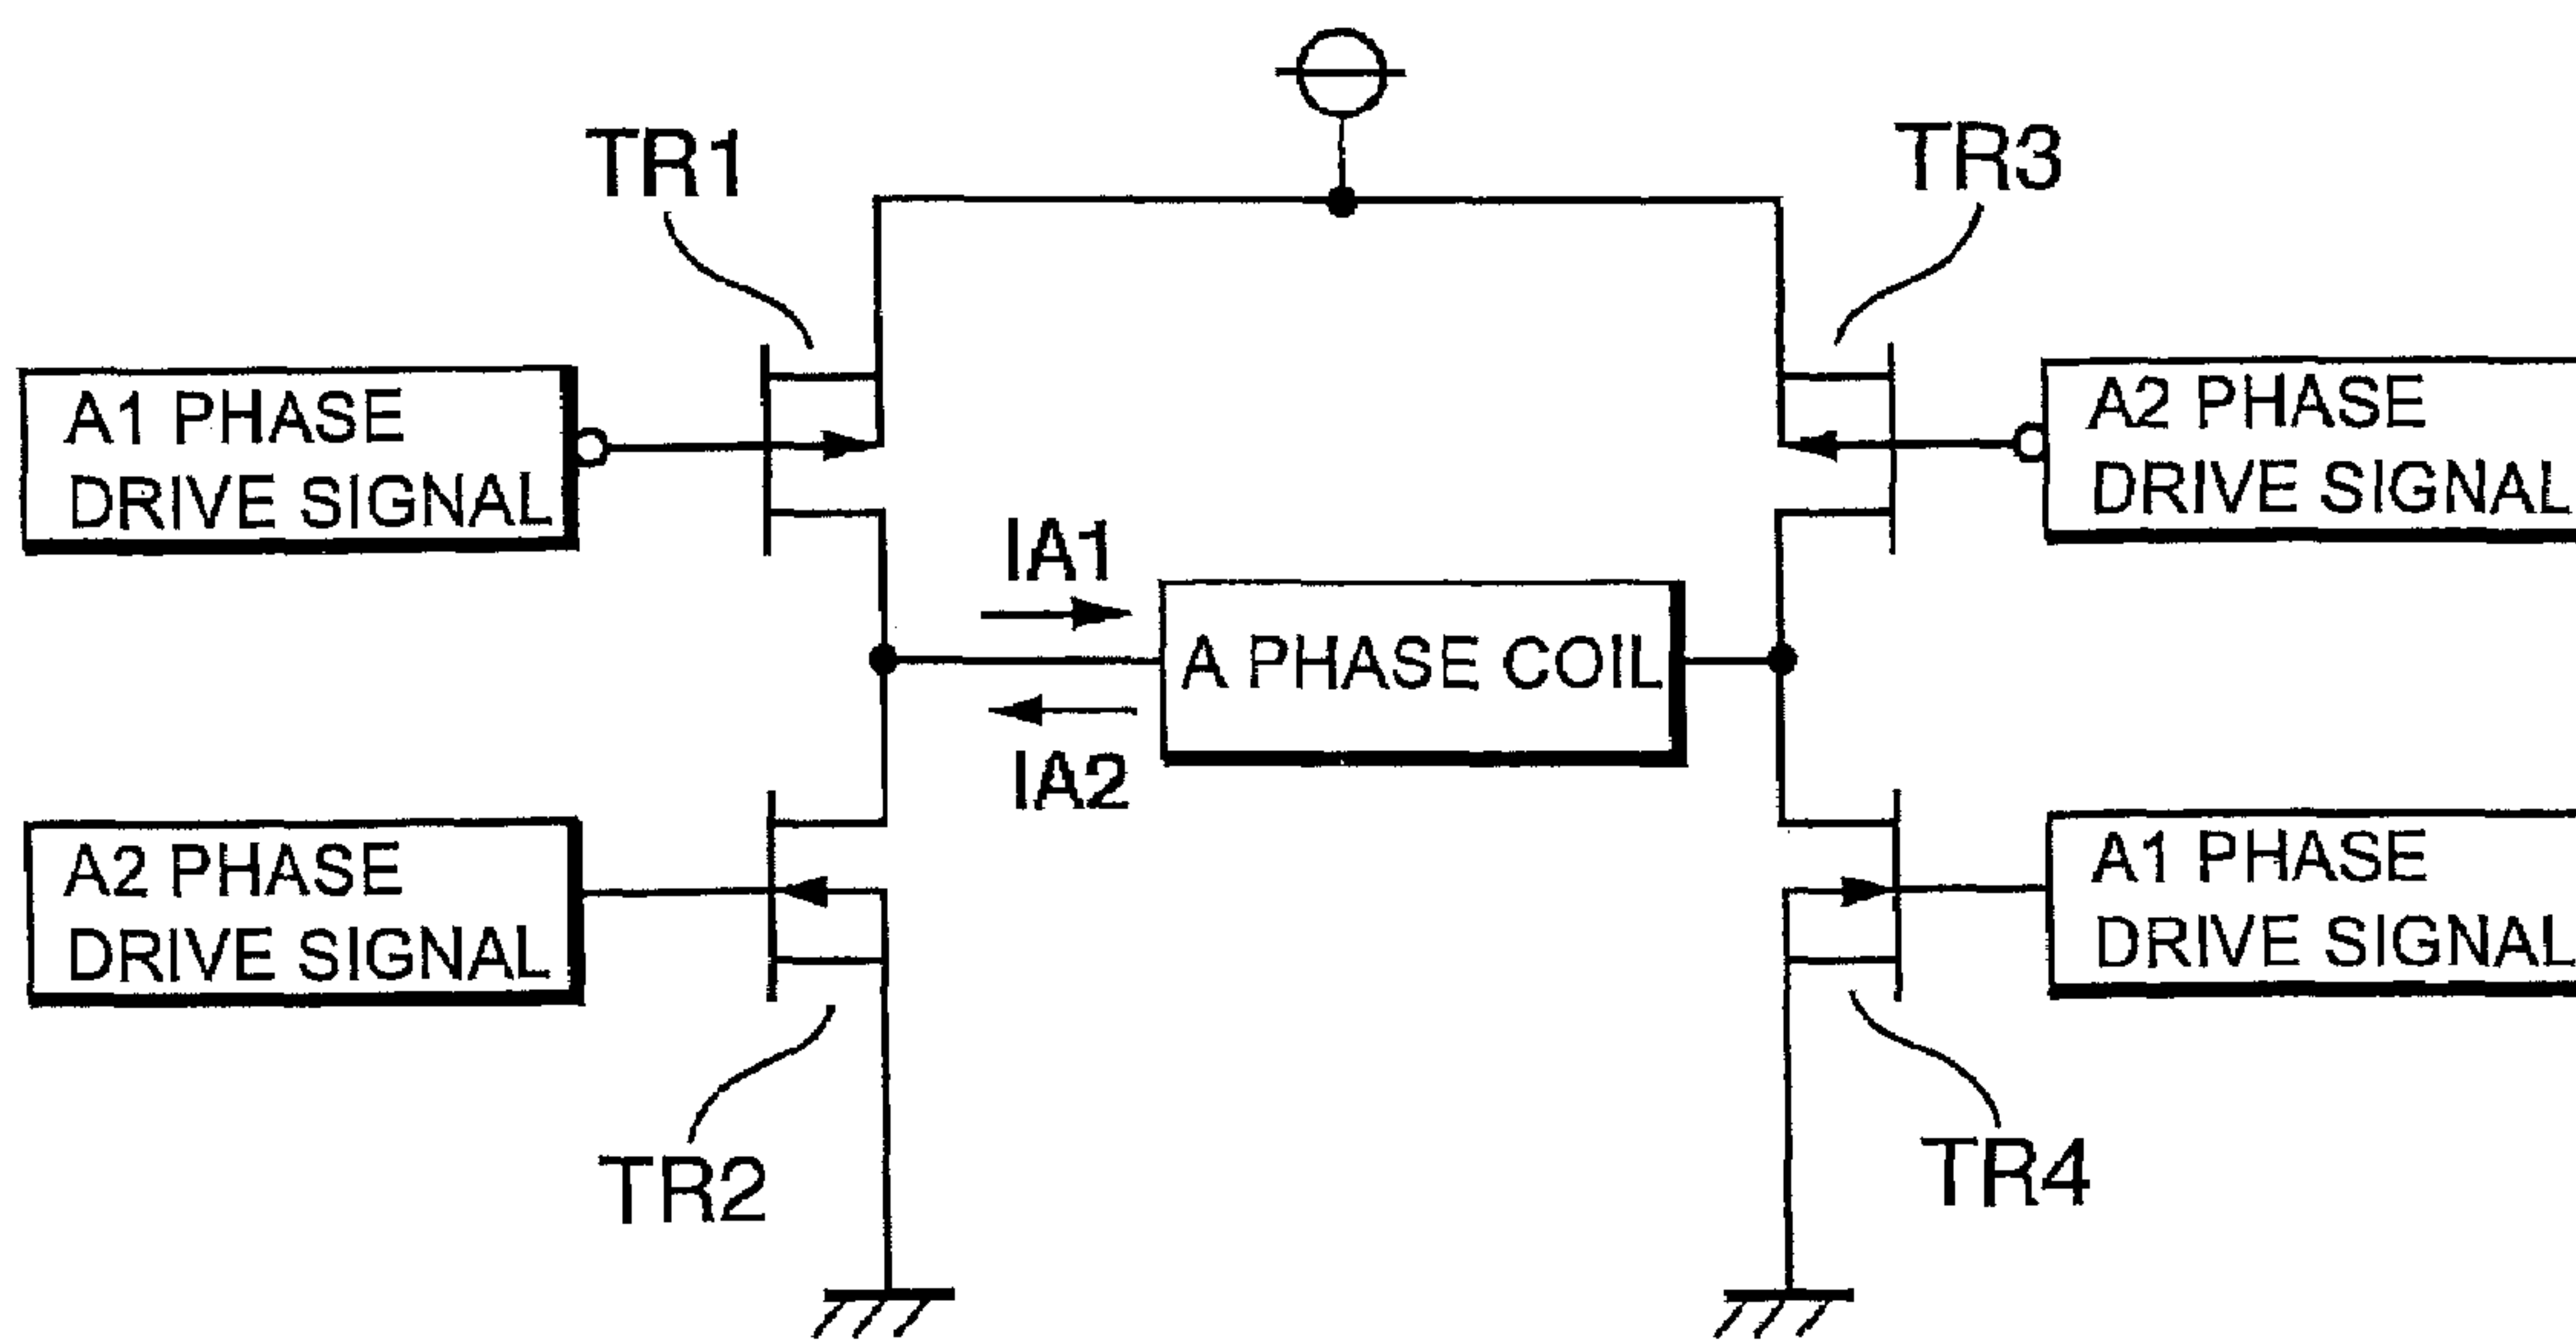 TR1
TR3
A1 PHASE
DRIVE SIGNAL
A2 PHASE
DRIVE SIGNAL
IA1
A PHASE COIL
IA2
A2 PHASE
DRIVE SIGNAL
A1 PHASE
DRIVE SIGNAL
TR2
TR4